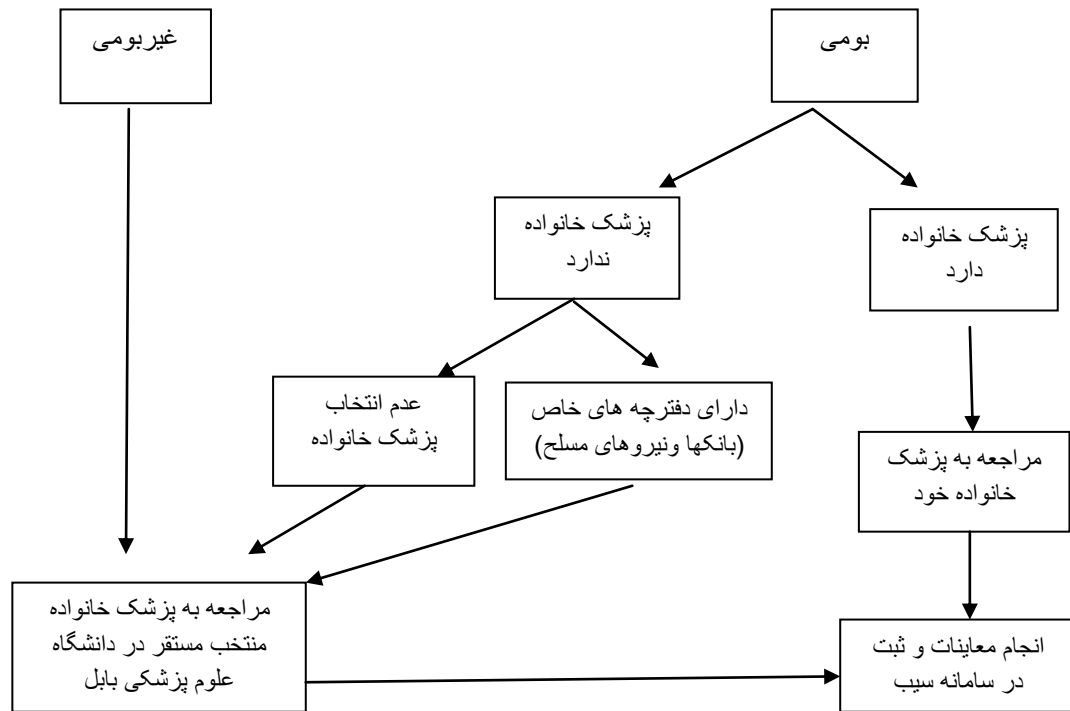 بومی
غیربومی
پزشک خانواده
دارد
پزشک خانواده
ندارد
دارای دفترچه های خاص
(بانکها ونیروهای مسلح)
عدم انتخاب
پزشک خانواده
مراجعه به پزشک
خانواده خود
مراجعه به پزشک خانواده
منتخب مستقر در دانشگاه
علوم پزشکی بابل
انجام معاینات و ثبت
در سامانه سیب